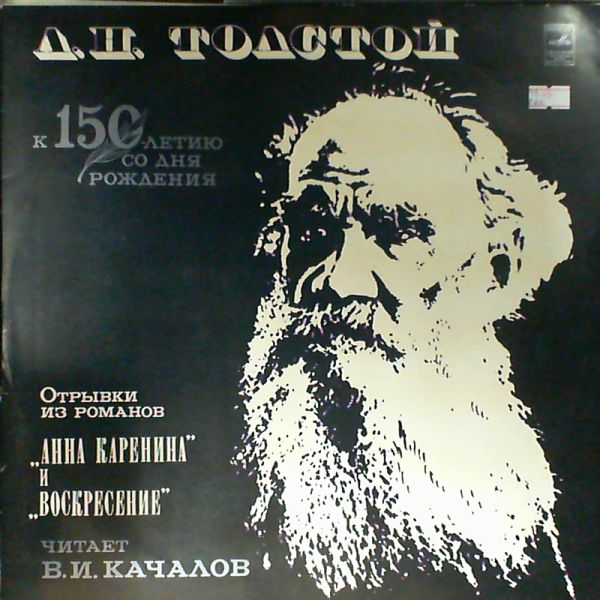 Л.Н. ТОЛСТОЙ
К 150-ЛЕТИЮ
СО ДНЯ
РОЖДЕНИЯ
ОТРЫВКИ
ИЗ РОМАНОВ
„АННА КАРЕНИНА”
И
„ВОСКРЕСЕНИЕ”
ЧИТАЕТ
В.И. КАЧАЛОВ